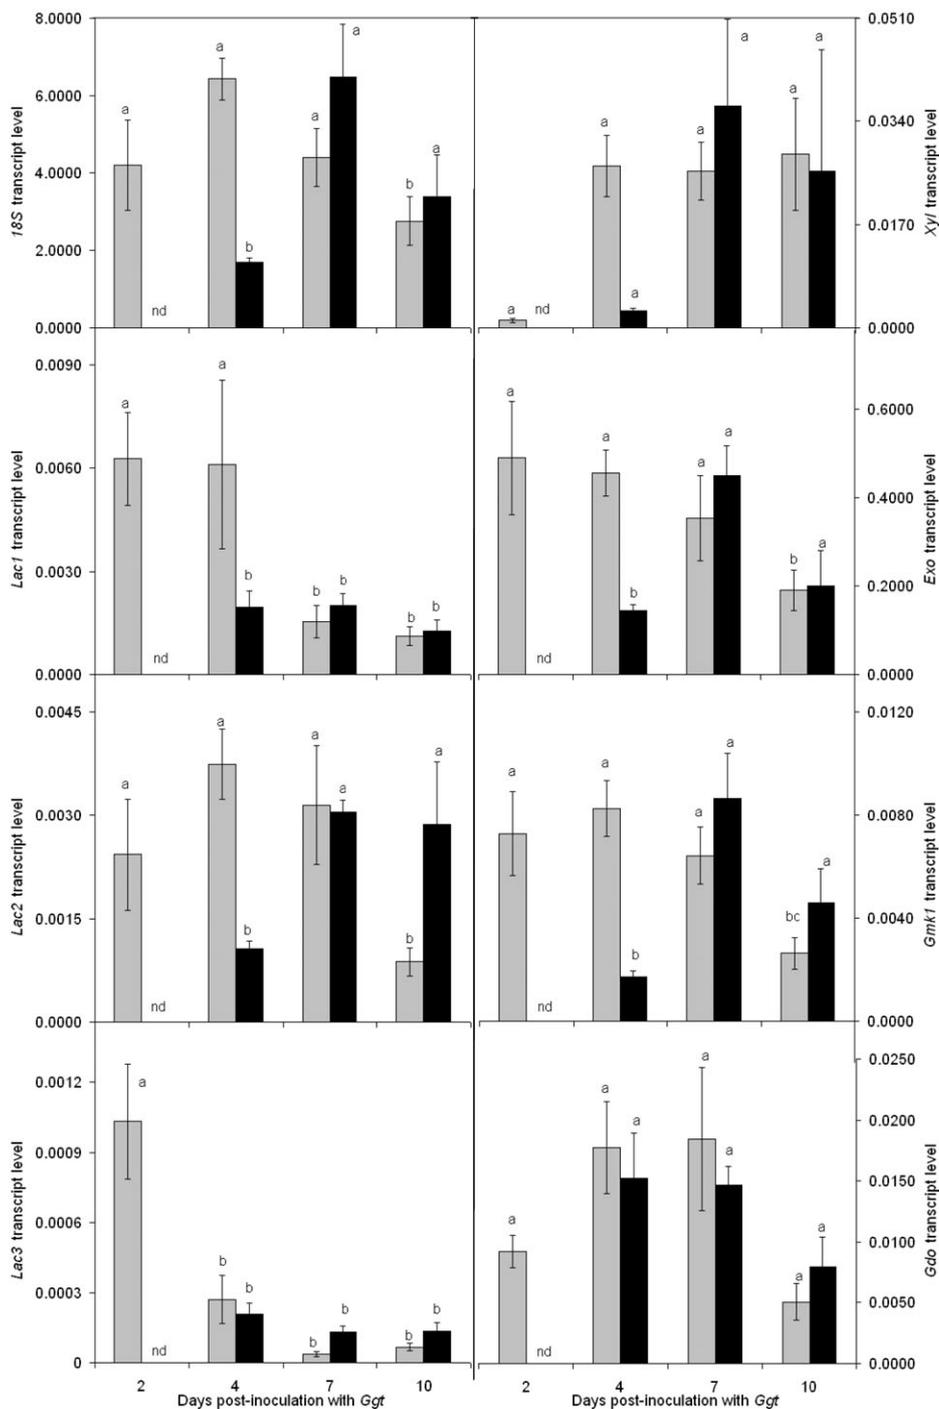 8.0000
6.0000
4.0000
2.0000
0.0000
18S transcript level
a
nd
a
b
a
a
b
a
0.0510
0.0340
0.0170
0.0000
Xyl transcript level
a
nd
a
a
a
a
a
a
0.0090
0.0060
0.0030
0.0000
Lac1 transcript level
a
nd
a
b
b
b
b
b
0.6000
0.4000
0.2000
0.0000
Exo transcript level
a
nd
a
b
a
a
b
a
0.0045
0.0030
0.0015
0.0000
Lac2 transcript level
a
nd
a
b
a
a
b
a
0.0120
0.0080
0.0040
0.0000
Gmk1 transcript level
a
nd
a
b
a
a
bc
a
0.0012
0.0009
0.0006
0.0003
0
Lac3 transcript level
a
nd
b
b
b
b
b
b
0.0250
0.0200
0.0150
0.0100
0.0050
0.0000
Gdo transcript level
a
nd
a
a
a
a
a
a
2 4 7 10
Days post-inoculation with Ggt
2 4 7 10
Days post-inoculation with Ggt